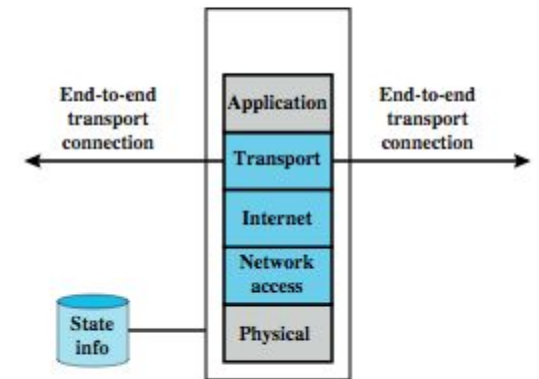 End-to-end
transport
connection
Application
Transport
Internet
Network
access
Physical
End-to-end
transport
connection
State
info